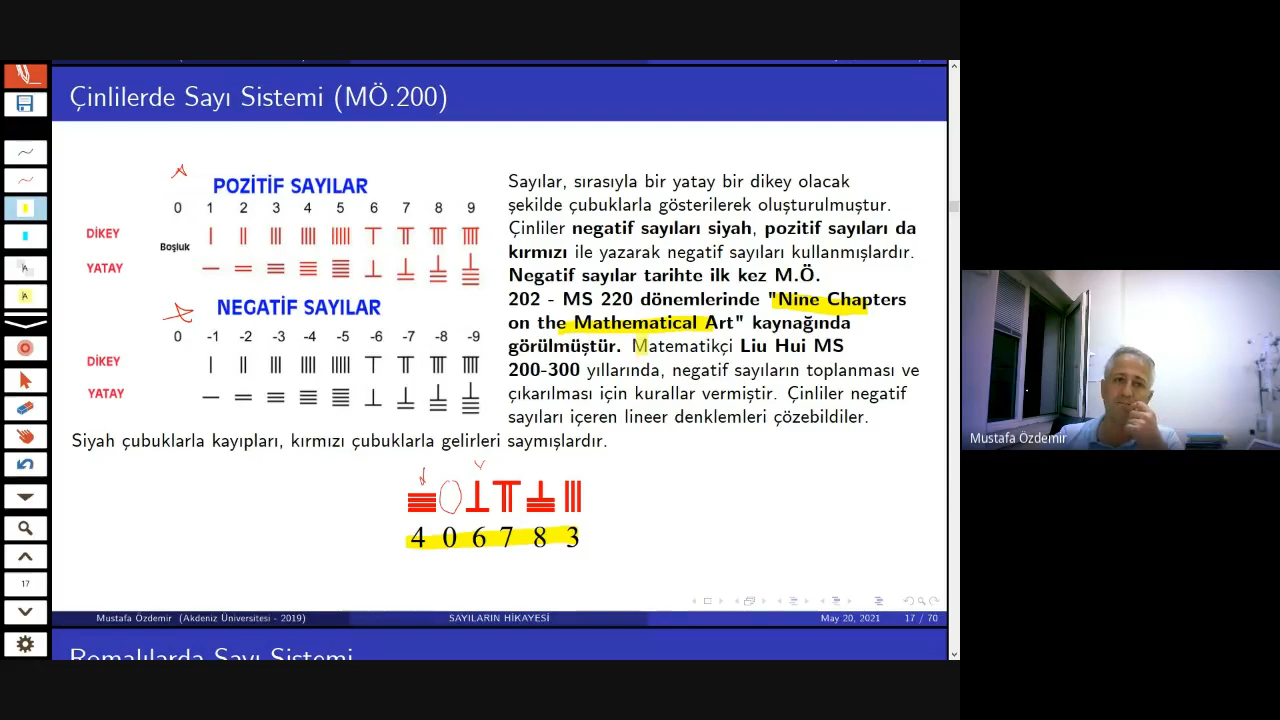 Çinlilerde Sayı Sistemi (MÖ.200)
POZİTİF SAYILAR
0 1 2 3 4 5 6 7 8 9
DİKEY
Boşluk
YATAY
NEGATİF SAYILAR
0 -1 -2 -3 -4 -5 -6 -7 -8 -9
DİKEY
YATAY
Sayılar, sırasıyla bir yatay bir dikey olacak
şekilde çubuklarla gösterilerek oluşturulmuştur.
Çinliler negatif sayıları siyah, pozitif sayıları da
kırmızı ile yazarak negatif sayıları kullanmışlardır.
Negatif sayılar tarihte ilk kez M.Ö.
202 - MS 220 dönemlerinde "Nine Chapters
on the Mathematical Art" kaynağında
görülmüştür. Matematikçi Liu Hui MS
200-300 yıllarında, negatif sayıların toplanması ve
çıkarılması için kurallar vermiştir. Çinliler negatif
sayıları içeren lineer denklemleri çözebildiler.
Siyah çubuklarla kayıpları, kırmızı çubuklarla gelirleri saymışlardır.
4 0 6 7 8 3
Mustafa Özdemir (Akdeniz Üniversitesi - 2019) SAYILARIN HİKAYESİ May 20, 2021 17 / 70
Romalılarda Sayı Sistemi
17
Mustafa Özdemir